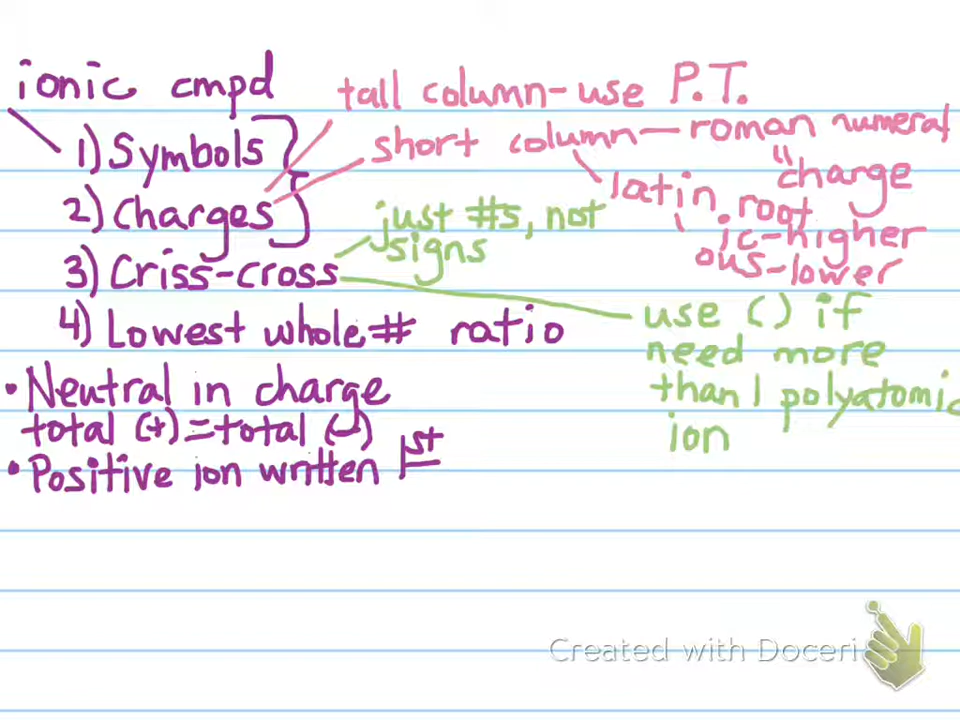 ionic cmpd
1) Symbols
2) Charges
3) Criss-cross
4) Lowest whole # ratio
• Neutral in charge
total (+) = total (-)
• Positive ion written 1st
tall column - use P.T.
short column — roman numeral
" charge
latin root
ic - higher
ous - lower
just #s, not
signs
use () if
need more
than 1 polyatomic
ion
Created with Doceri